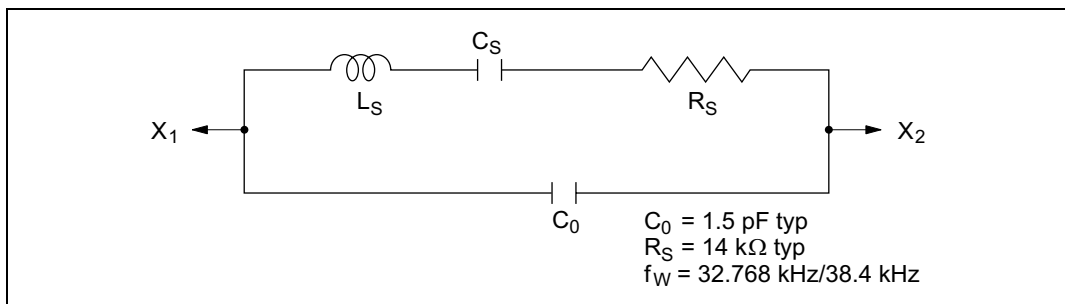 C_S
L_S
R_S
X_1
X_2
C_0
C_0 = 1.5 pF typ
R_S = 14 kΩ typ
f_W = 32.768 kHz/38.4 kHz